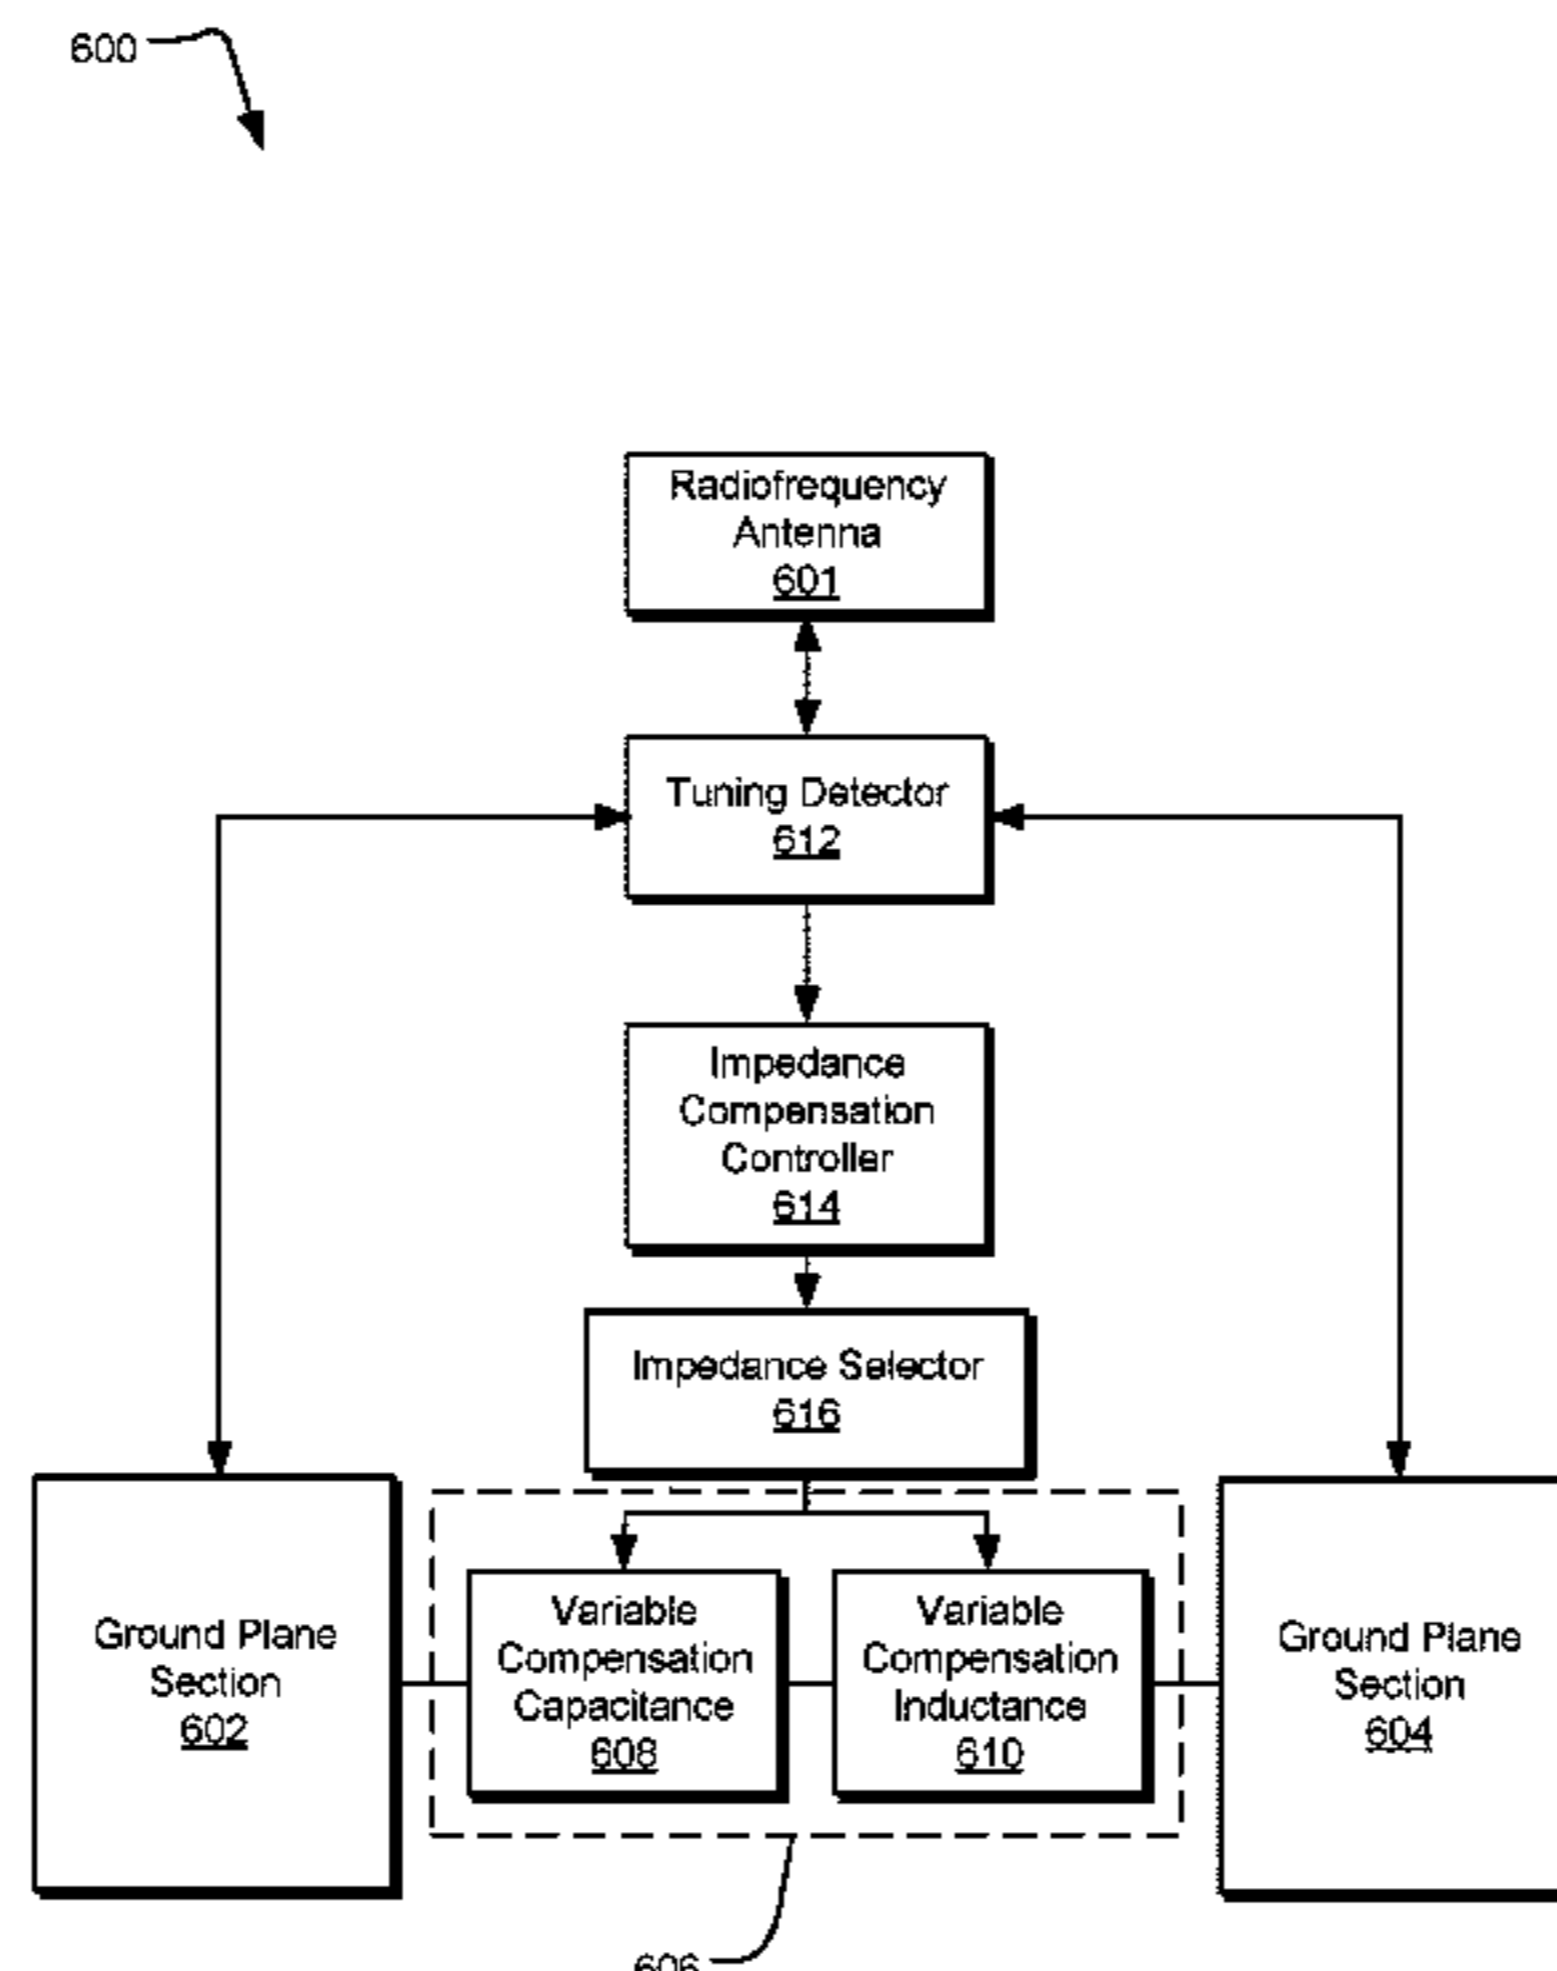 600
Radiofrequency
Antenna
601
Tuning Detector
612
Impedance
Compensation
Controller
614
Impedance Selector
616
Ground Plane
Section
602
Variable
Compensation
Capacitance
608
Variable
Compensation
Inductance
610
Ground Plane
Section
604
606